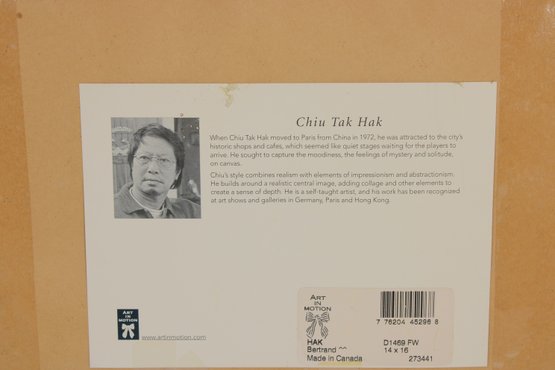 Chiu Tak Hak
When Chiu Tak Hak moved to Paris from China in 1972, he was attracted to the city's
historic shops and cafes, which seemed like quiet stages waiting for the players to
arrive. He sought to capture the moodiness, the feelings of mystery and solitude,
on canvas.
Chiu's style combines realism with elements of impressionism and abstractionism.
He builds around a realistic central image, adding collage and other elements to
create a sense of depth. He is a self-taught artist, and his work has been recognized
at art shows and galleries in Germany, Paris and Hong Kong.
ART
IN
MOTION
www.artinmotion.com
ART
IN
MOTION
7 76204 45296 8
HAK D1469 FW
Bertrand ^^ 14 x 16
Made in Canada 273441